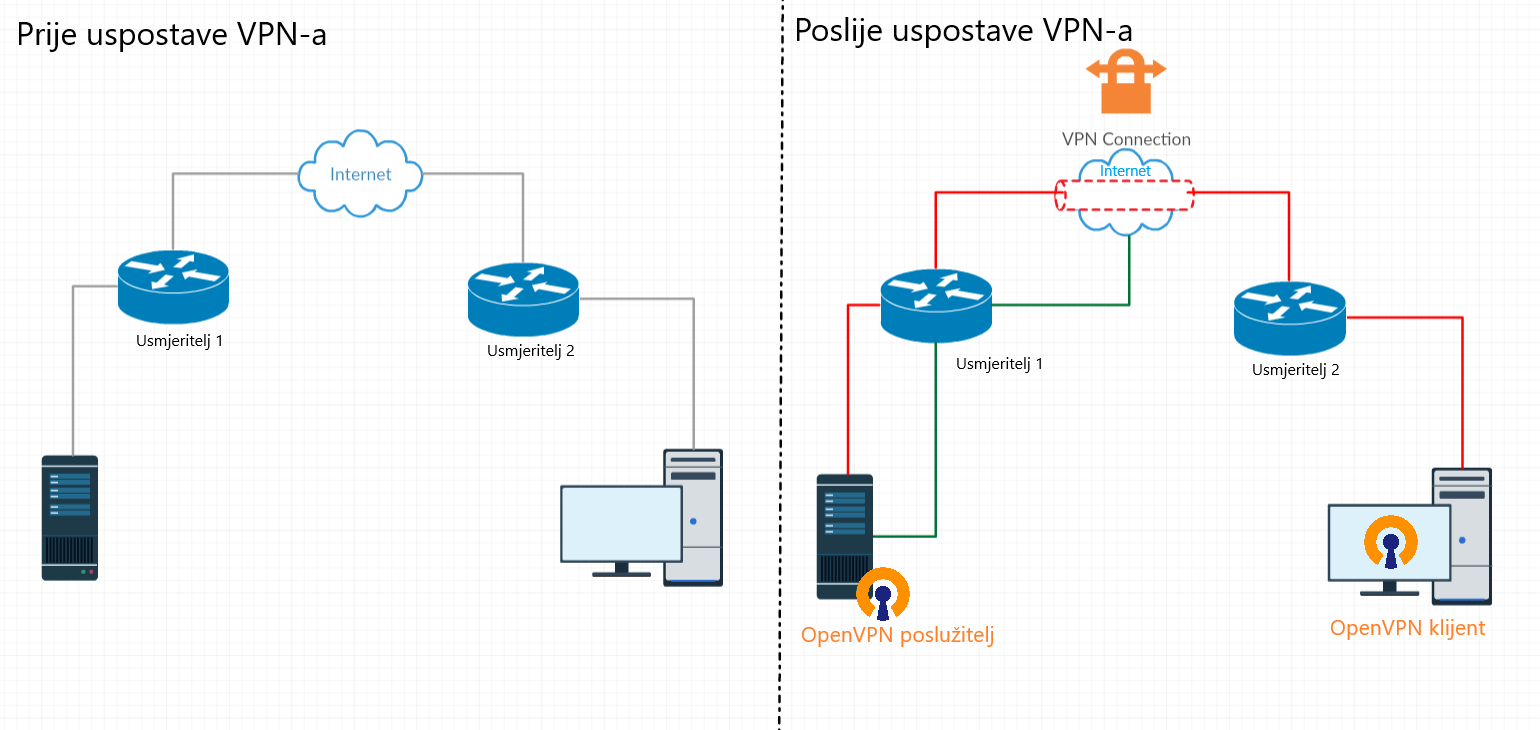 Prije uspostave VPN-a
Internet
Usmjeritelj 1
Usmjeritelj 2
Poslije uspostave VPN-a
VPN Connection
Internet
Usmjeritelj 1
Usmjeritelj 2
OpenVPN poslužitelj
OpenVPN klijent